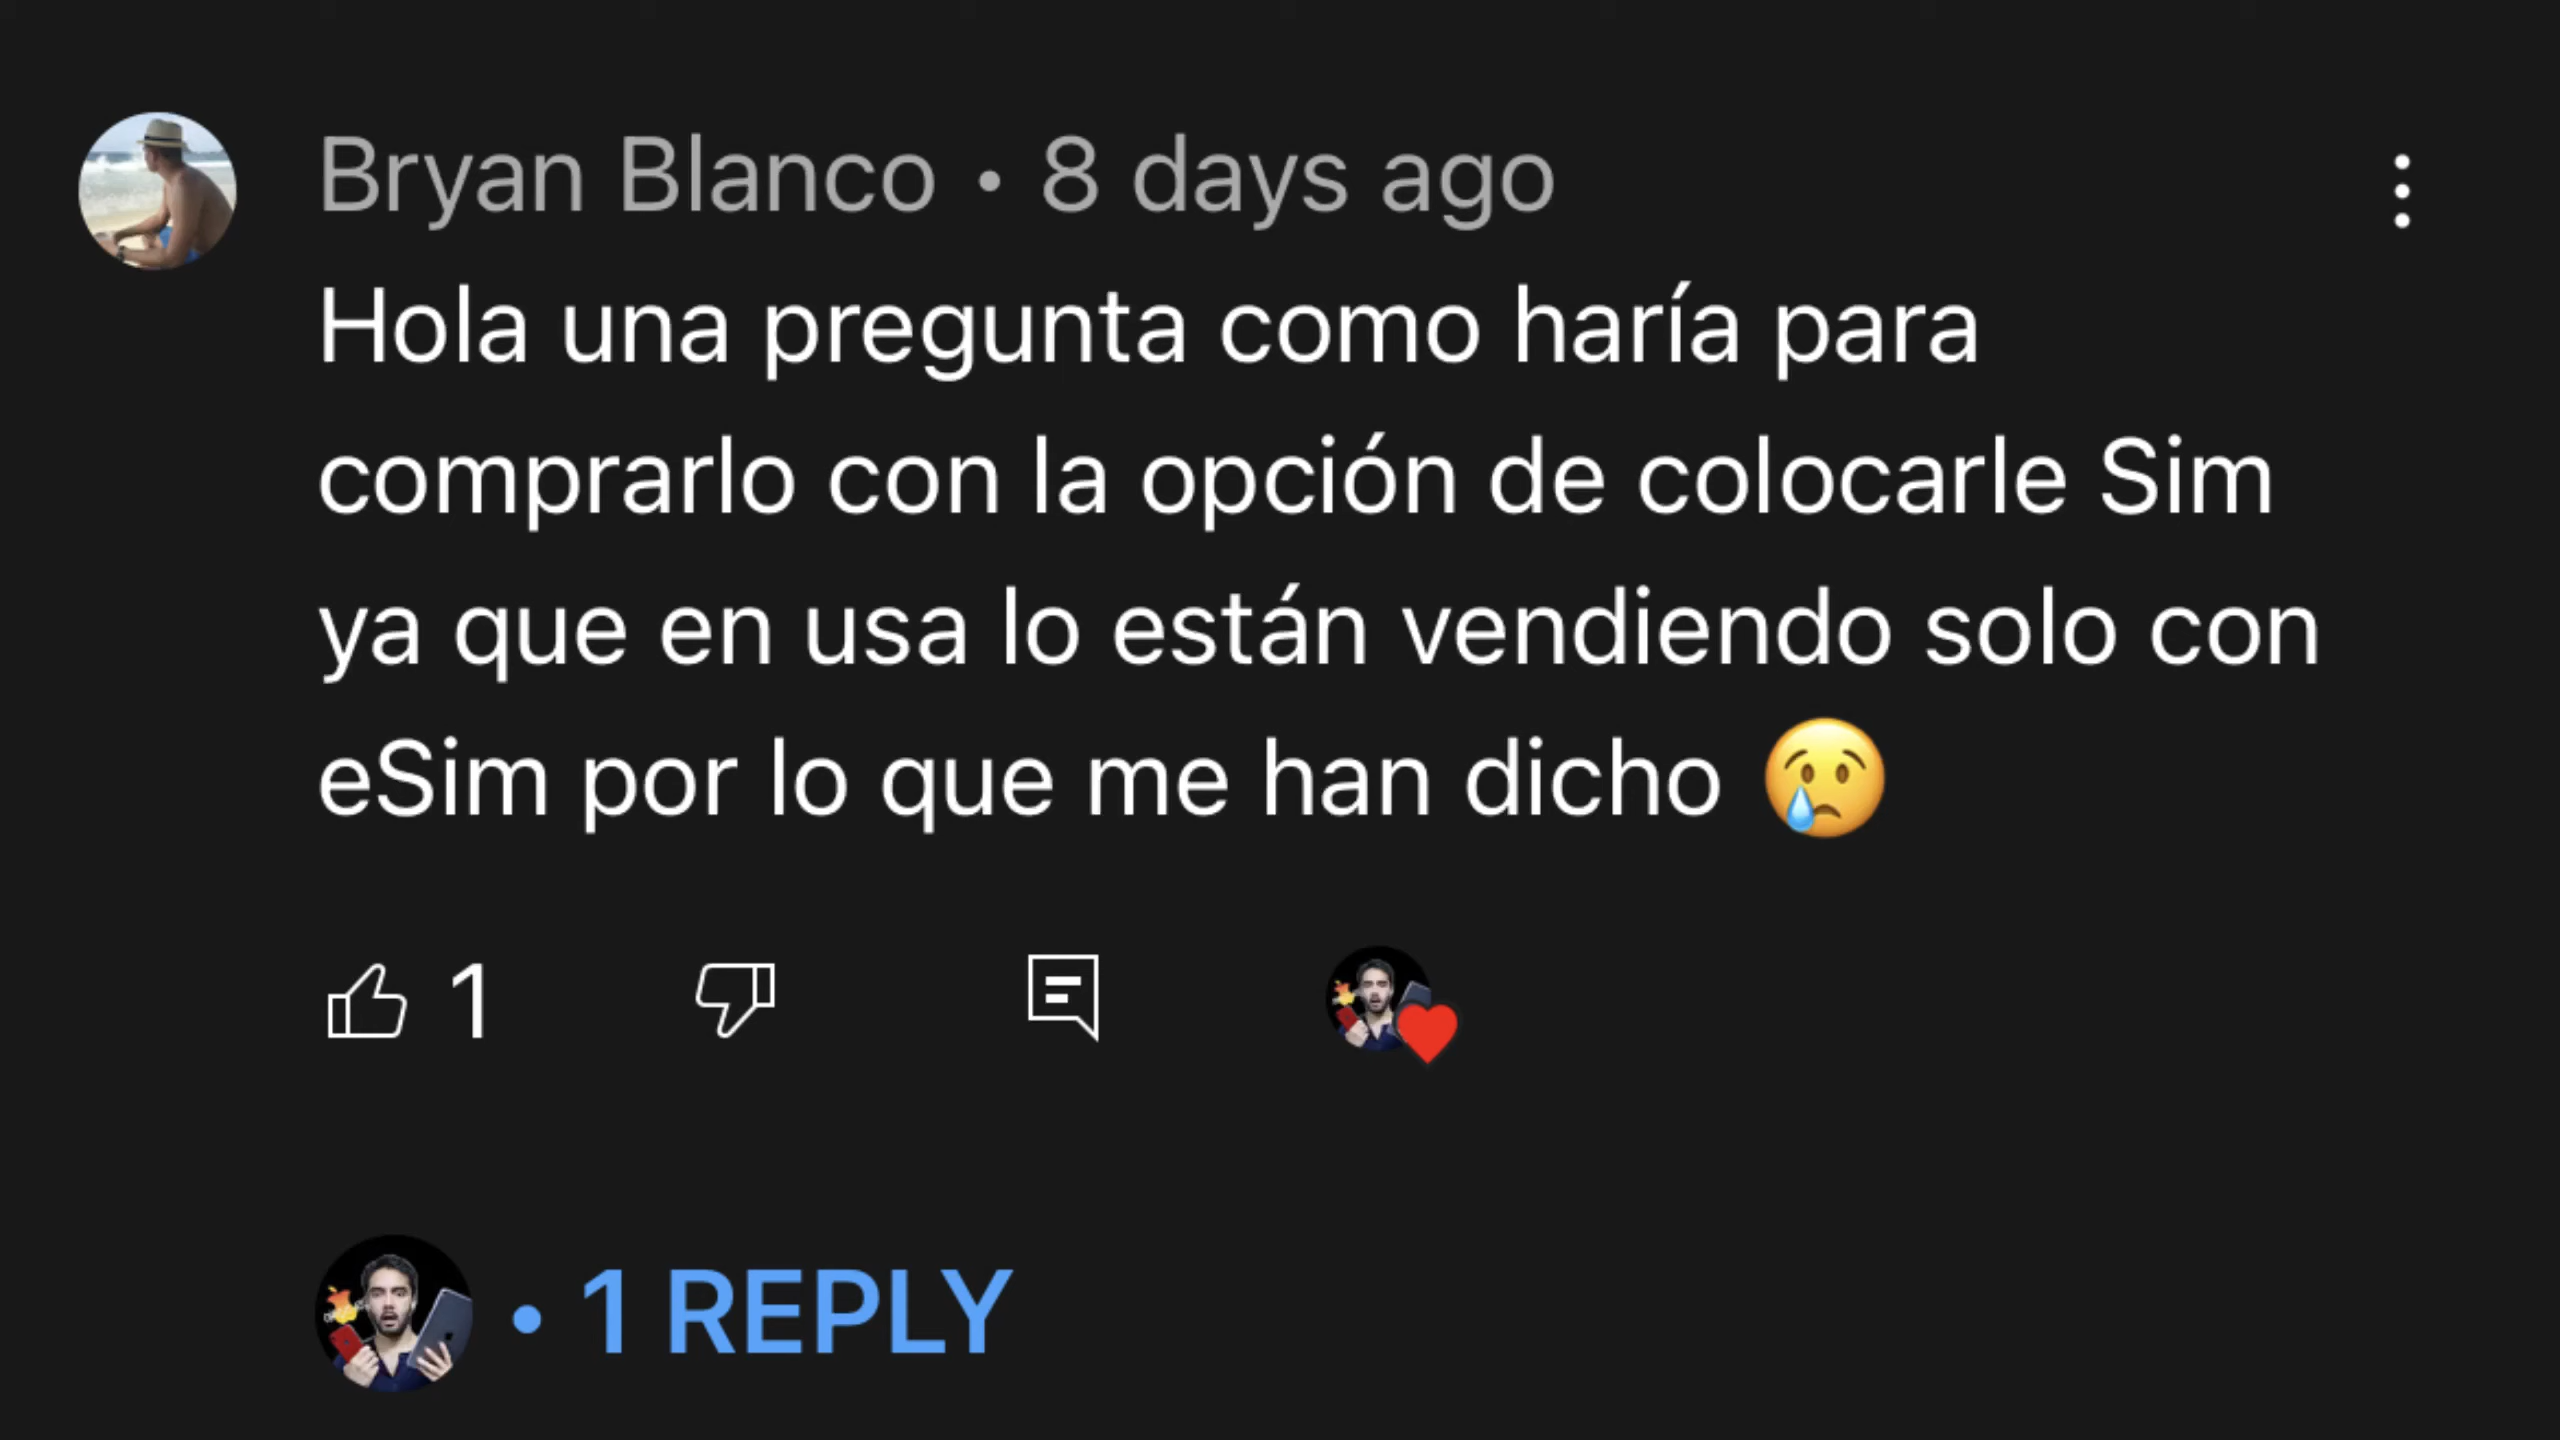 Bryan Blanco • 8 days ago
Hola una pregunta como haría para
comprarlo con la opción de colocarle Sim
ya que en usa lo están vendiendo solo con
eSim por lo que me han dicho 😢
1
• 1 REPLY